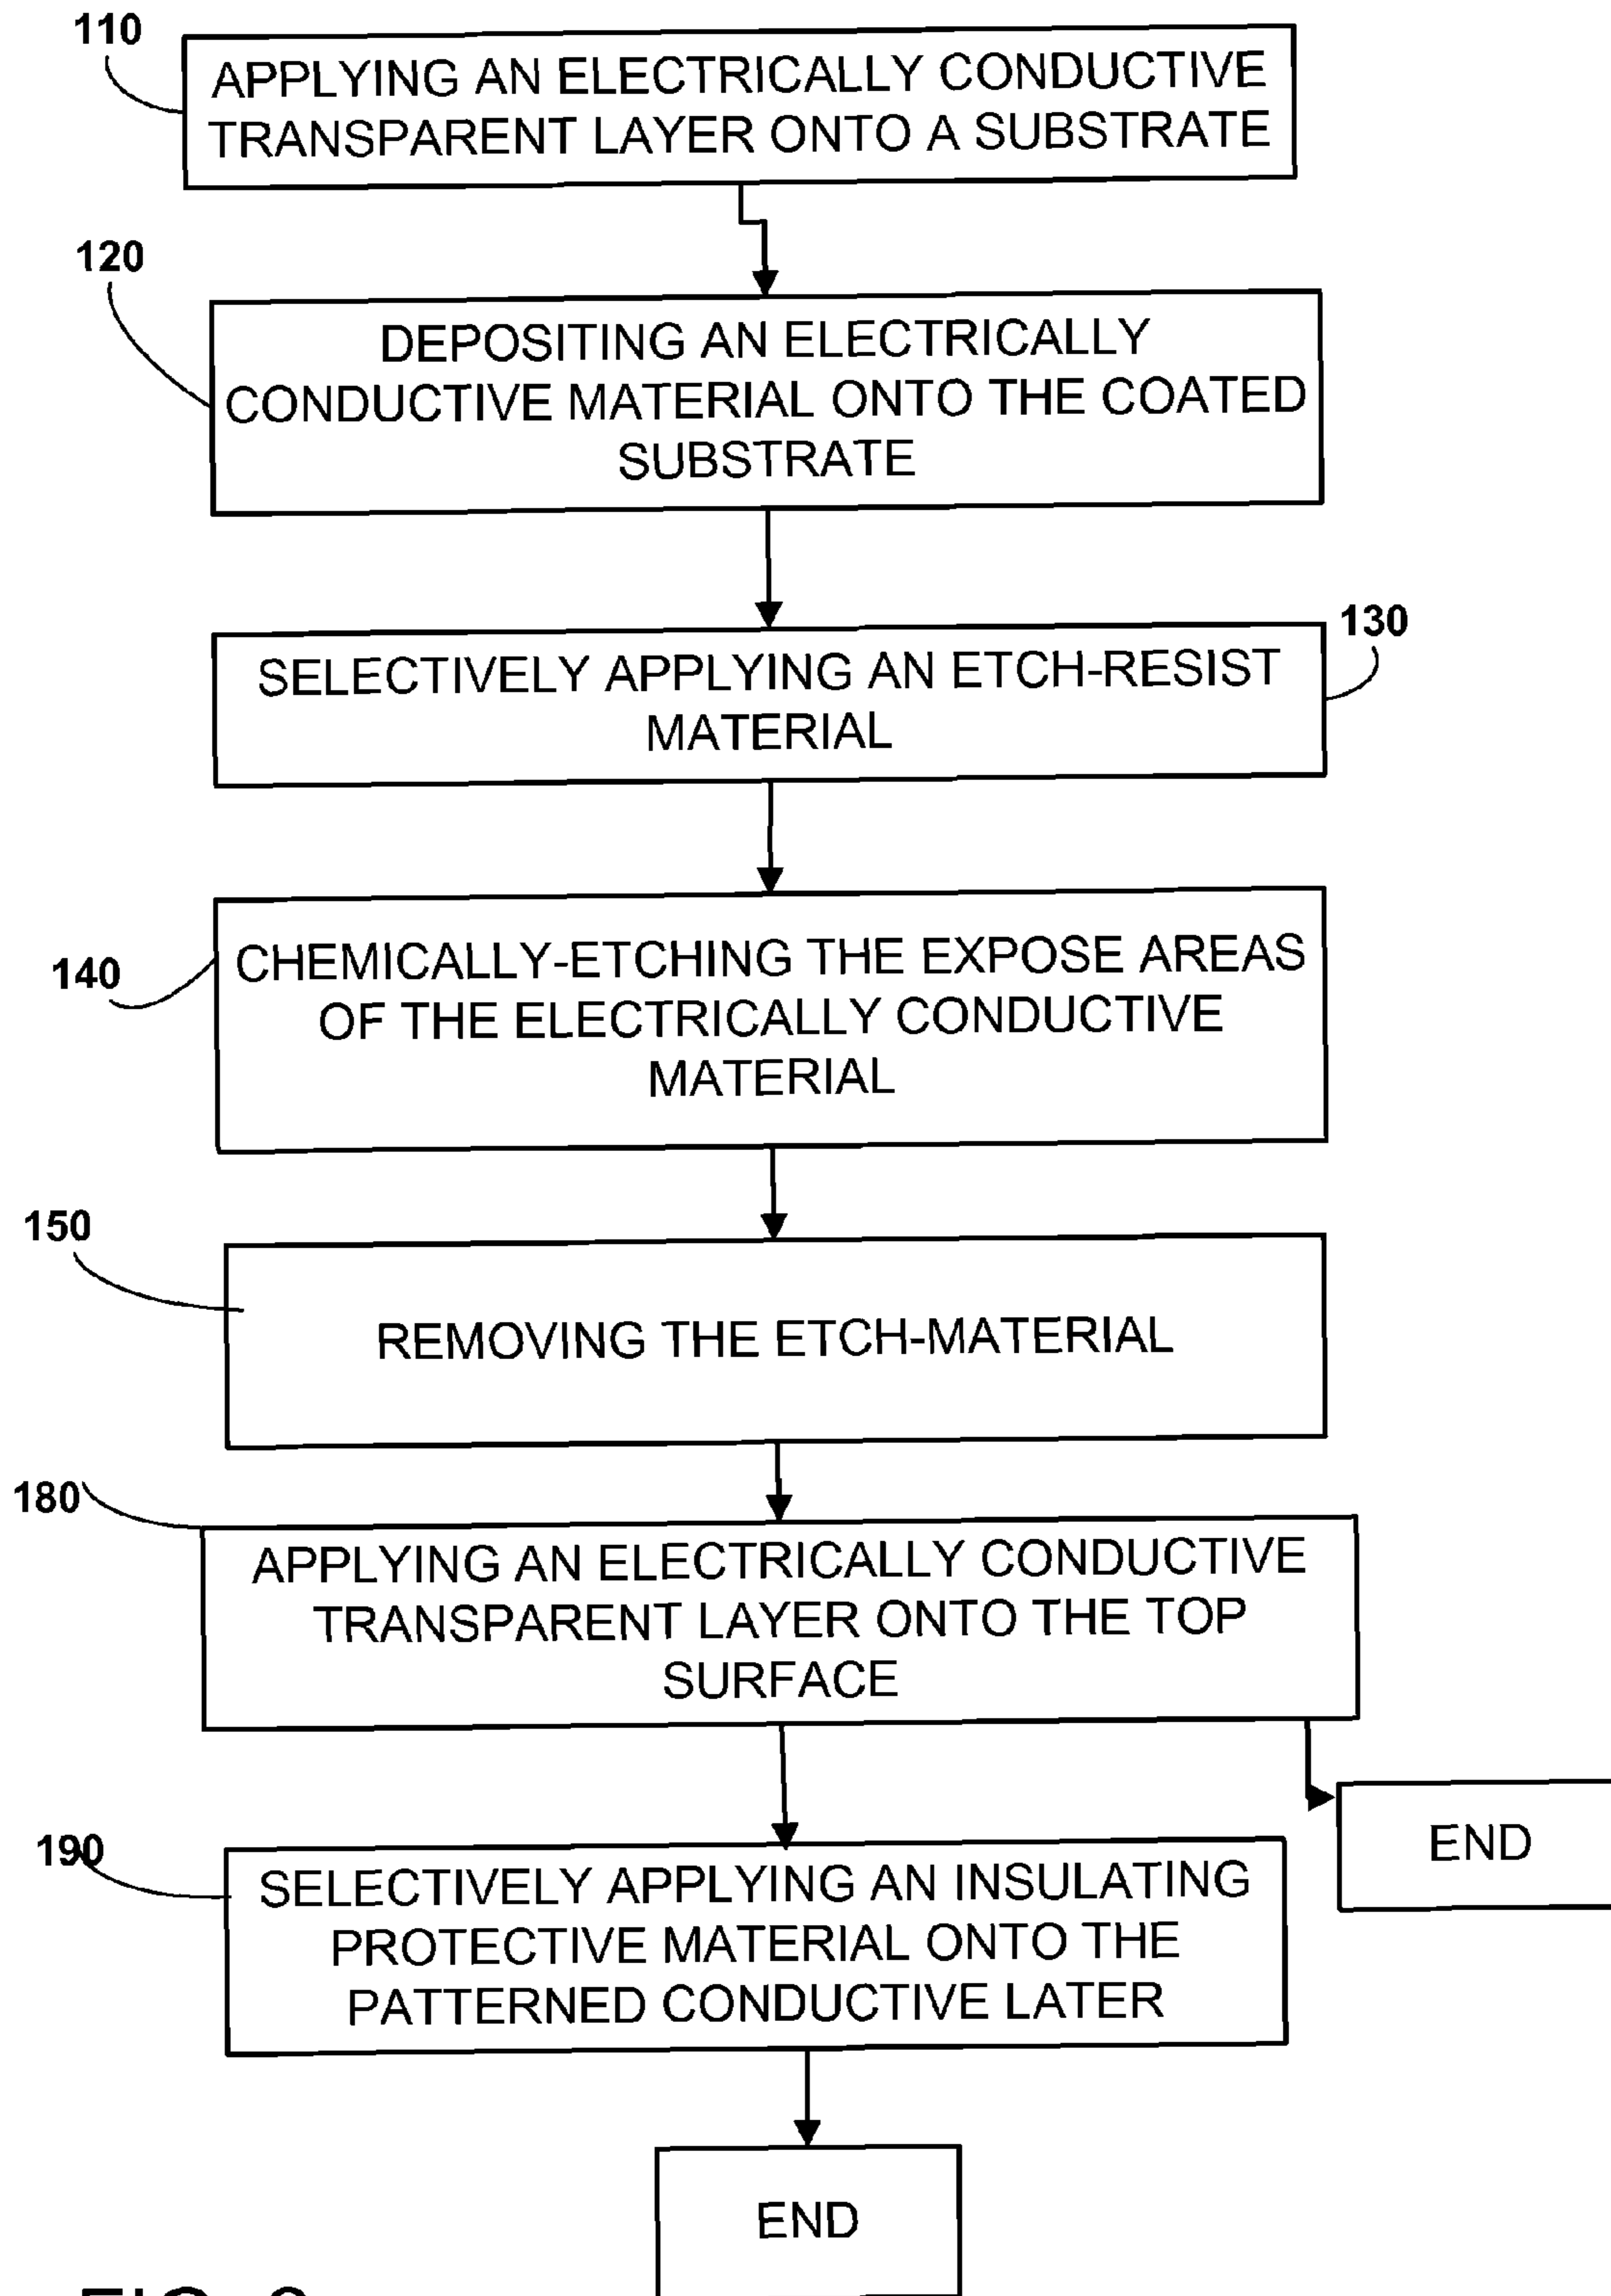 110
APPLYING AN ELECTRICALLY CONDUCTIVE
TRANSPARENT LAYER ONTO A SUBSTRATE
120
DEPOSITING AN ELECTRICALLY
CONDUCTIVE MATERIAL ONTO THE COATED
SUBSTRATE
130
SELECTIVELY APPLYING AN ETCH-RESIST
MATERIAL
140
CHEMICALLY-ETCHING THE EXPOSE AREAS
OF THE ELECTRICALLY CONDUCTIVE
MATERIAL
150
REMOVING THE ETCH-MATERIAL
180
APPLYING AN ELECTRICALLY CONDUCTIVE
TRANSPARENT LAYER ONTO THE TOP
SURFACE
END
190
SELECTIVELY APPLYING AN INSULATING
PROTECTIVE MATERIAL ONTO THE
PATTERNED CONDUCTIVE LATER
END